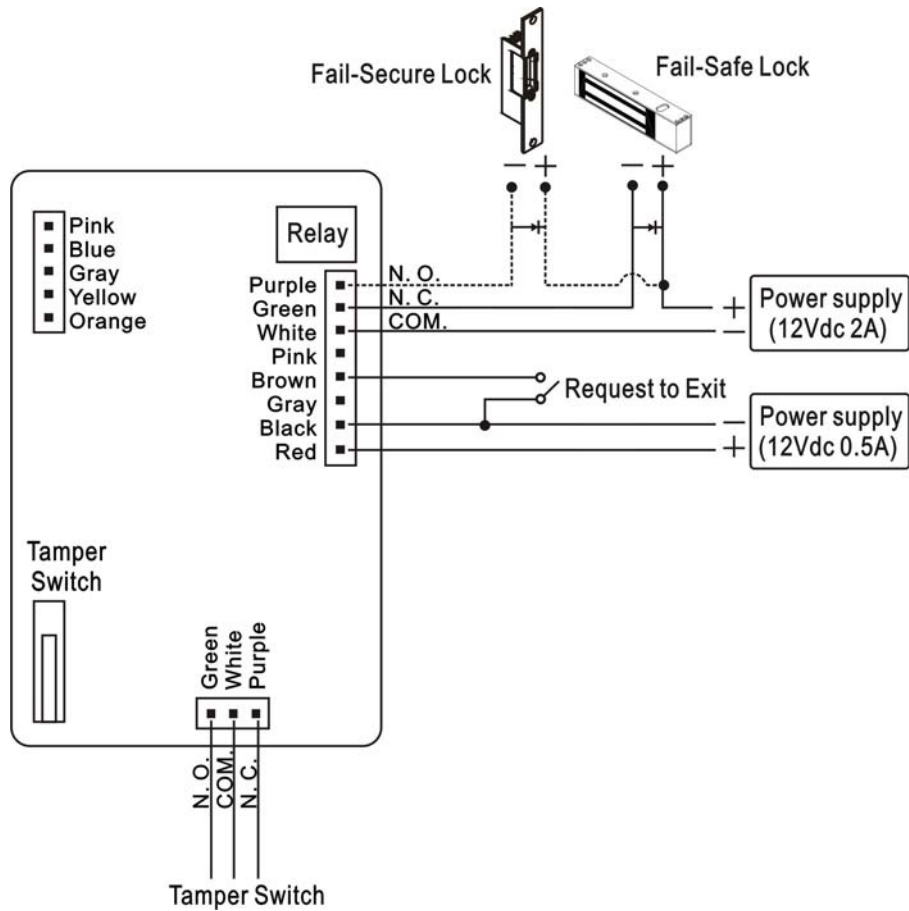 Fail-Secure Lock
Fail-Safe Lock
− +
− +
Pink
Blue
Gray
Yellow
Orange
Relay
Purple
Green
White
Pink
Brown
Gray
Black
Red
N. O.
N. C.
COM.
+ Power supply
− (12Vdc 2A)
Request to Exit
− Power supply
+ (12Vdc 0.5A)
Tamper
Switch
Green
White
Purple
N. O.
COM.
N. C.
Tamper Switch